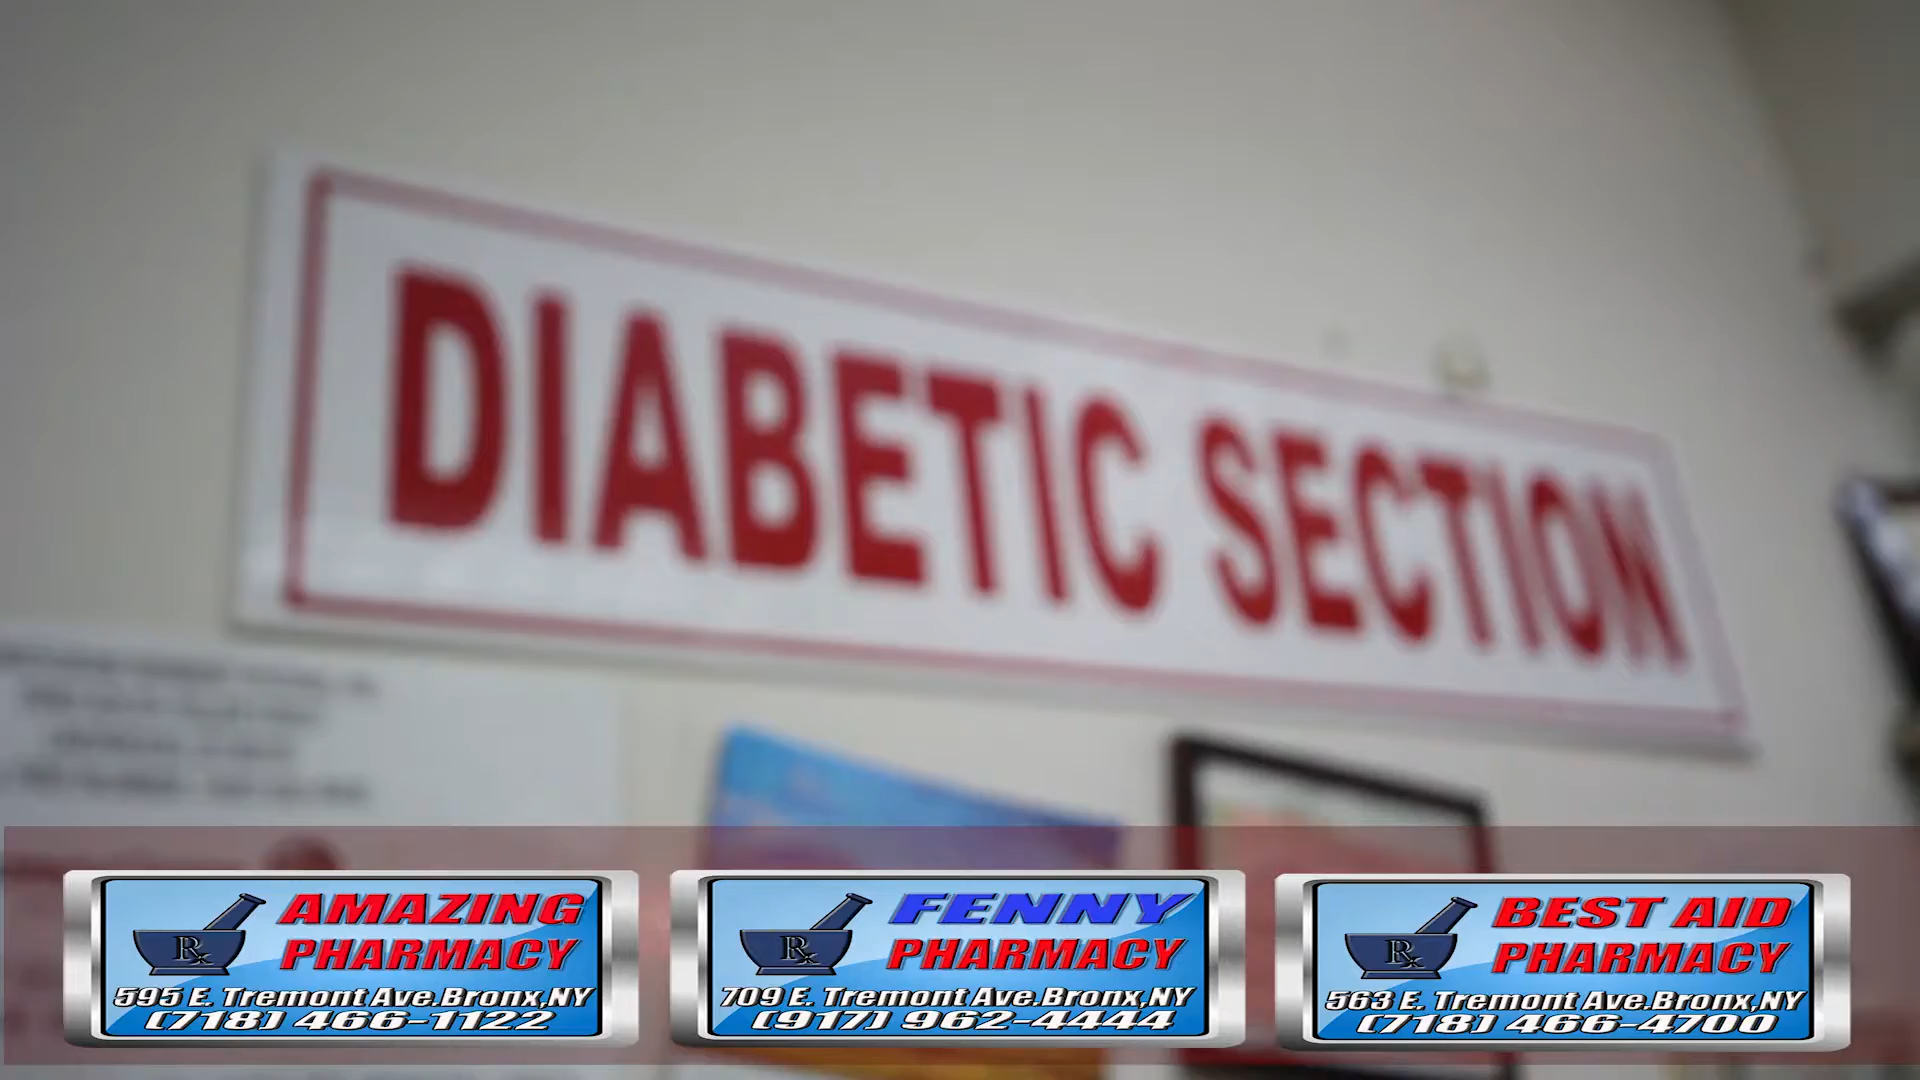 DIABETIC SECTION
AMAZING
PHARMACY
595 E. Tremont Ave.Bronx,NY
(718) 466-1122
FENNY
PHARMACY
709 E. Tremont Ave.Bronx,NY
(917) 962-4444
BEST AID
PHARMACY
563 E. Tremont Ave.Bronx,NY
(718) 466-4700